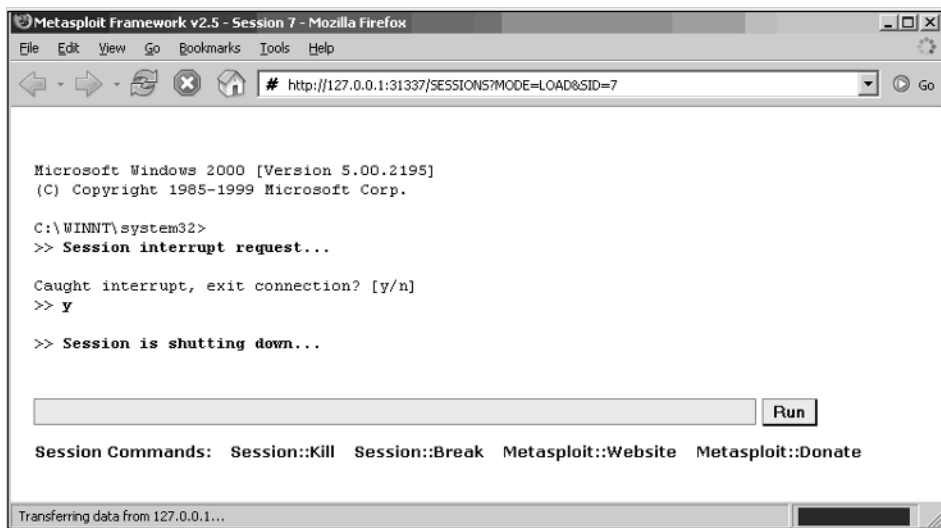 Metasploit Framework v2.5 - Session 7 - Mozilla Firefox
File Edit View Go Bookmarks Tools Help
# http://127.0.0.1:31337/SESSIONS?MODE=LOAD&SID=7 Go
Microsoft Windows 2000 [Version 5.00.2195]
(C) Copyright 1985-1999 Microsoft Corp.
C:\WINNT\system32>
>> Session interrupt request...
Caught interrupt, exit connection? [y/n]
>> y
>> Session is shutting down...
Run
Session Commands: Session::Kill Session::Break Metasploit::Website Metasploit::Donate
Transferring data from 127.0.0.1...